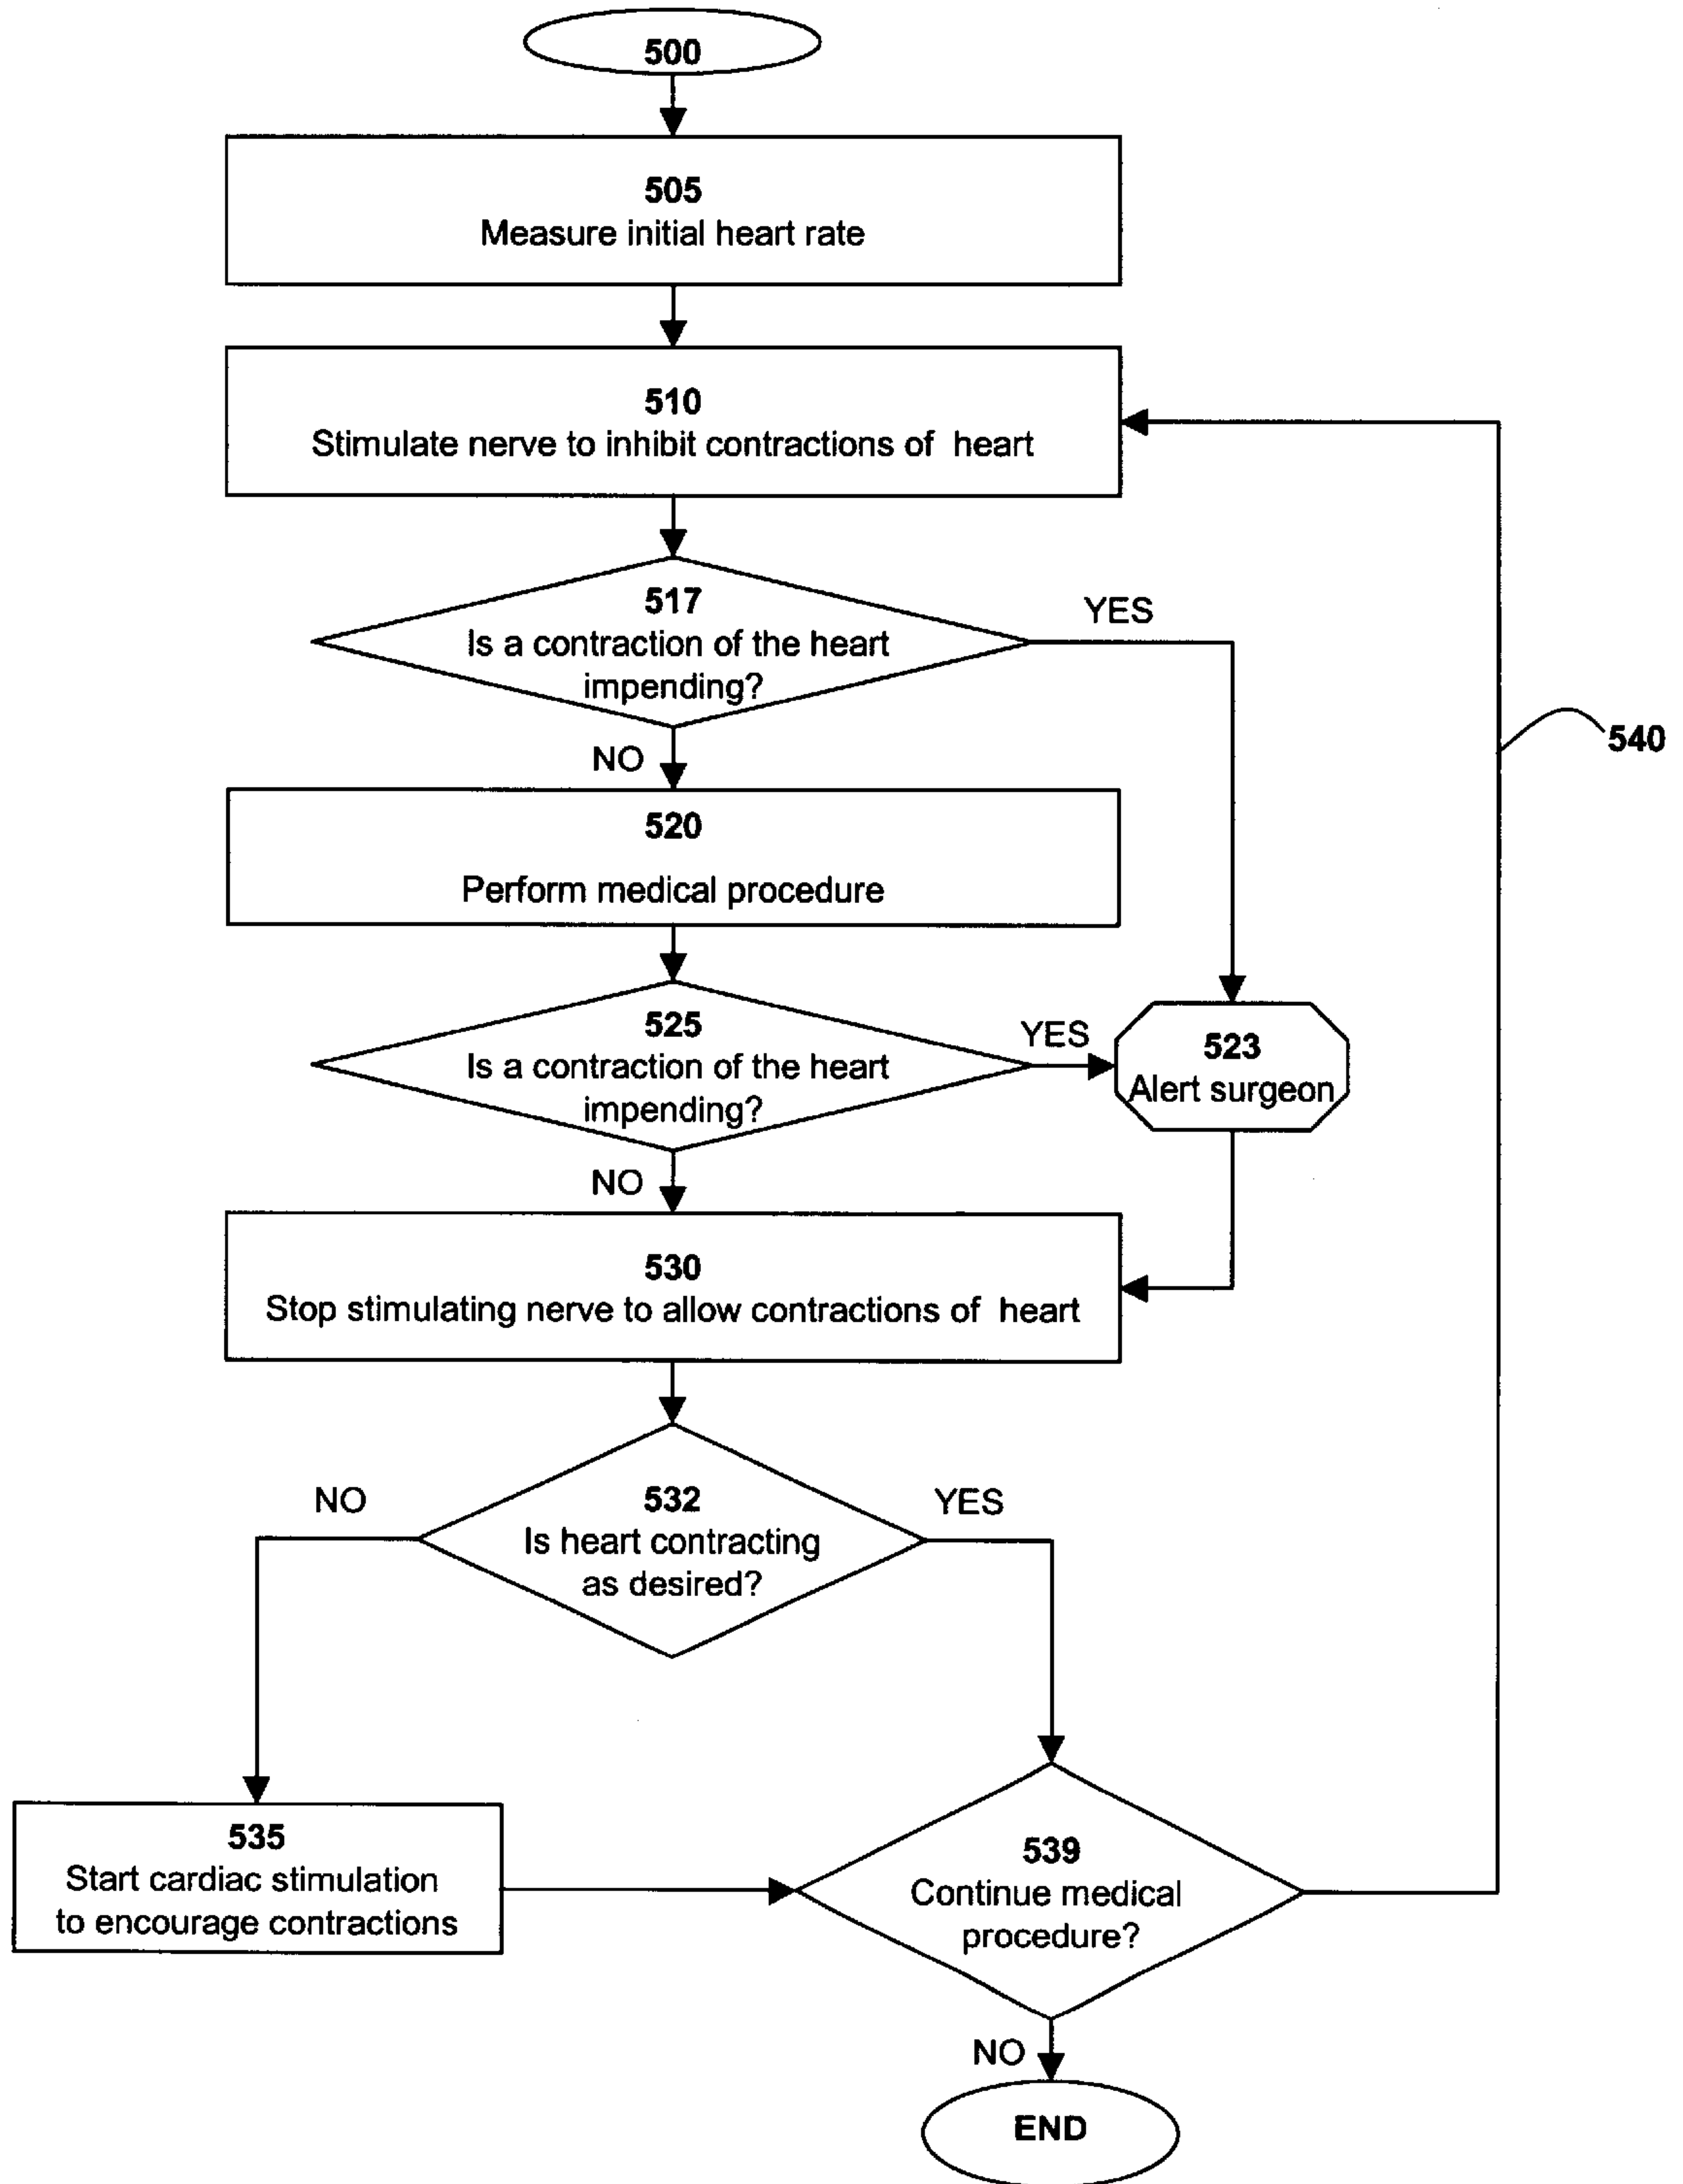 500
505
Measure initial heart rate
510
Stimulate nerve to inhibit contractions of heart
517
Is a contraction of the heart
impending?
YES
540
NO
520
Perform medical procedure
525
Is a contraction of the heart
impending?
YES
523
Alert surgeon
NO
530
Stop stimulating nerve to allow contractions of heart
NO
532
Is heart contracting
as desired?
YES
535
Start cardiac stimulation
to encourage contractions
539
Continue medical
procedure?
NO
END